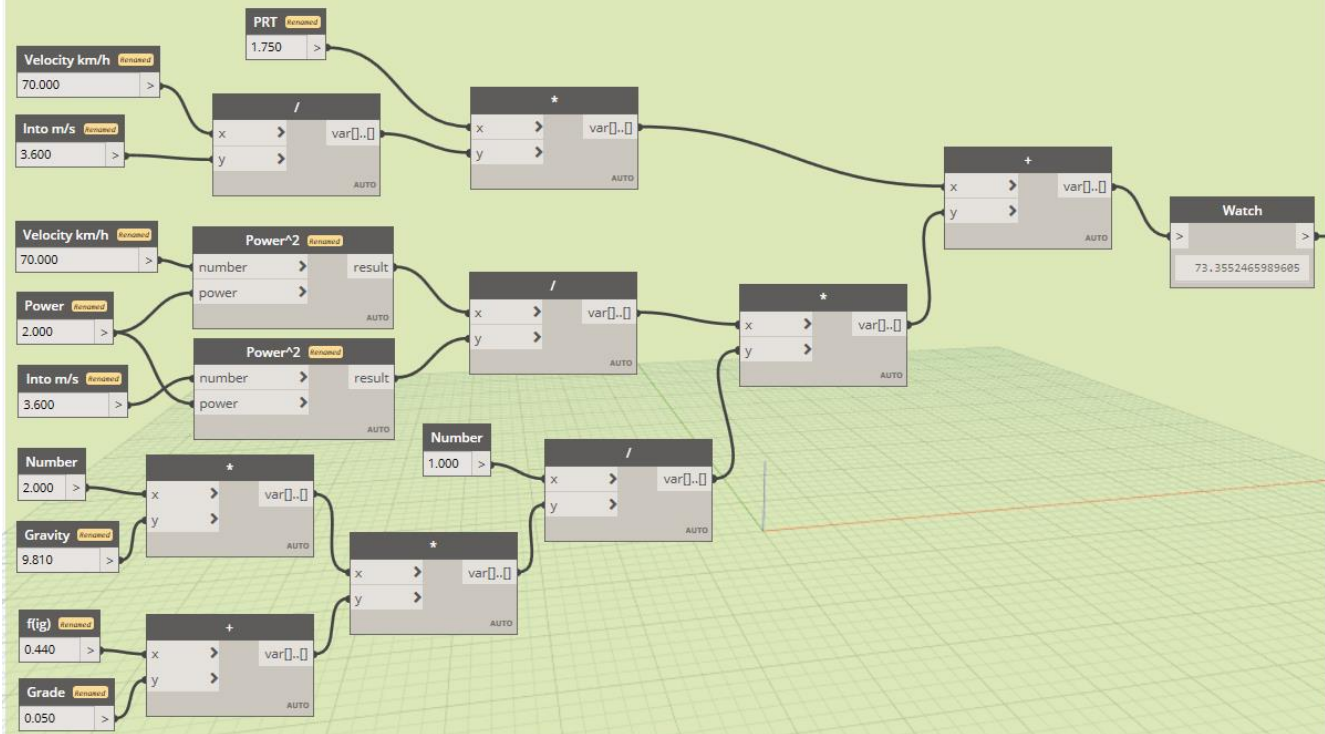 PRT Renamed
1.750 >
Velocity km/h Renamed
70.000 >
Into m/s Renamed
3.600 >
/
x > var[]..[]
y >
AUTO
*
x > var[]..[]
y >
AUTO
+
x > var[]..[]
y >
AUTO
Watch
> >
73.3552465989605
Velocity km/h Renamed
70.000 >
Power Renamed
2.000 >
Into m/s Renamed
3.600 >
Power^2 Renamed
number > result
power >
AUTO
Power^2 Renamed
number > result
power >
AUTO
/
x > var[]..[]
y >
AUTO
*
x > var[]..[]
y >
AUTO
Number
2.000 >
Gravity Renamed
9.810 >
*
x > var[]..[]
y >
AUTO
Number
1.000 >
/
x > var[]..[]
y >
AUTO
*
x > var[]..[]
y >
AUTO
f(ig) Renamed
0.440 >
Grade Renamed
0.050 >
+
x > var[]..[]
y >
AUTO